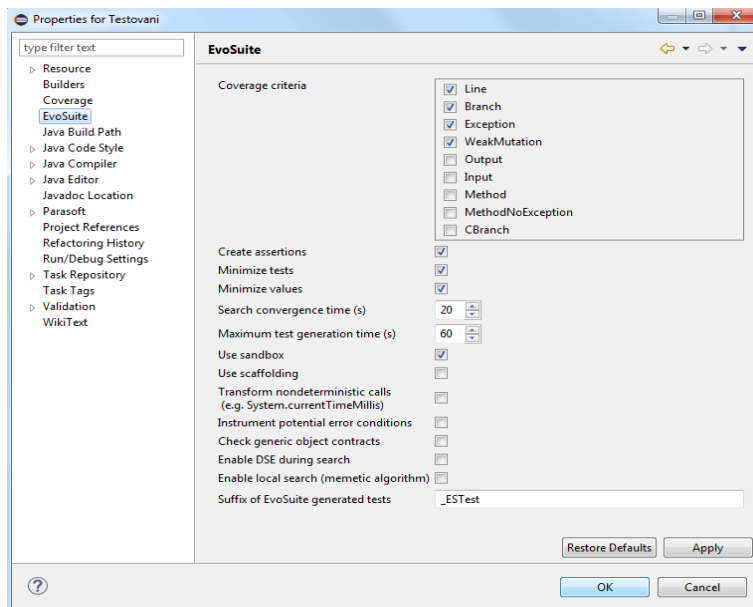 Properties for Testovani
type filter text
Resource
Builders
Coverage
EvoSuite
Java Build Path
Java Code Style
Java Compiler
Java Editor
Javadoc Location
Parasoft
Project References
Refactoring History
Run/Debug Settings
Task Repository
Task Tags
Validation
WikiText
EvoSuite
Coverage criteria
Line
Branch
Exception
WeakMutation
Output
Input
Method
MethodNoException
CBranch
Create assertions
Minimize tests
Minimize values
Search convergence time (s) 20
Maximum test generation time (s) 60
Use sandbox
Use scaffolding
Transform nondeterministic calls
(e.g. System.currentTimeMillis)
Instrument potential error conditions
Check generic object contracts
Enable DSE during search
Enable local search (memetic algorithm)
Suffix of EvoSuite generated tests _ESTest
Restore Defaults Apply
? OK Cancel